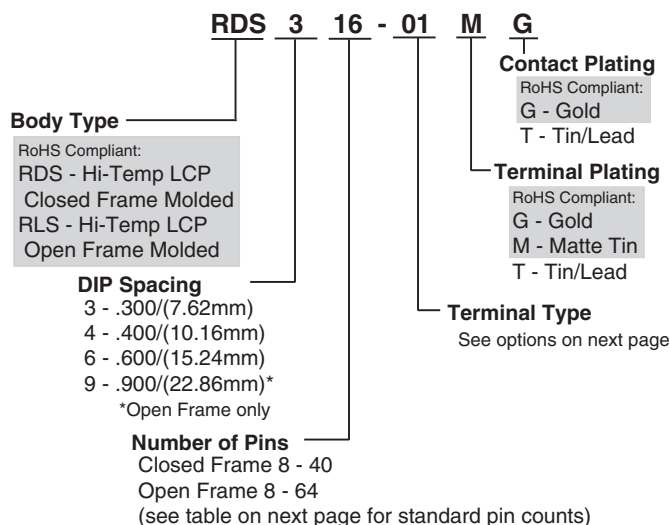 RDS 3 16 - 01 M G
Contact Plating
RoHS Compliant:
G - Gold
T - Tin/Lead
Body Type
RoHS Compliant:
RDS - Hi-Temp LCP
Closed Frame Molded
RLS - Hi-Temp LCP
Open Frame Molded
Terminal Plating
RoHS Compliant:
G - Gold
M - Matte Tin
T - Tin/Lead
DIP Spacing
3 - .300/(7.62mm)
4 - .400/(10.16mm)
6 - .600/(15.24mm)
9 - .900/(22.86mm)*
*Open Frame only
Terminal Type
See options on next page
Number of Pins
Closed Frame 8 - 40
Open Frame 8 - 64
(see table on next page for standard pin counts)